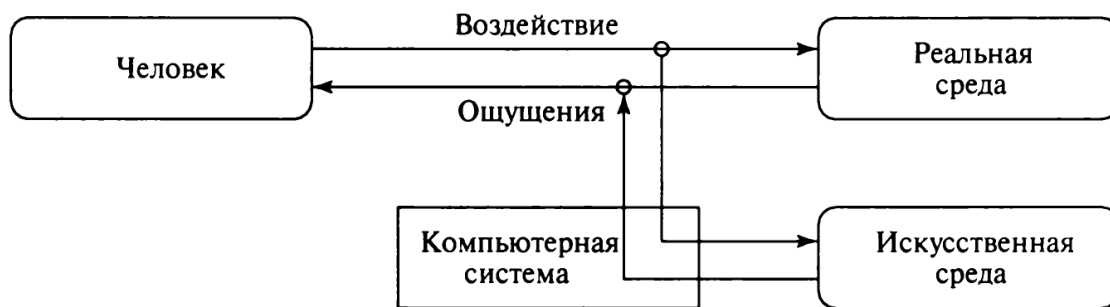 Воздействие
Человек
Реальная
среда
Ощущения
Компьютерная
система
Искусственная
среда